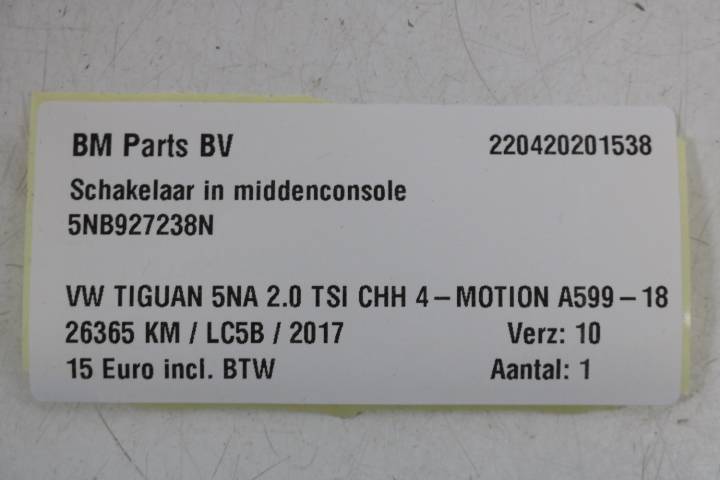 BM Parts BV 220420201538
Schakelaar in middenconsole
5NB927238N
VW TIGUAN 5NA 2.0 TSI CHH 4-MOTION A599-18
26365 KM / LC5B / 2017 Verz: 10
15 Euro incl. BTW Aantal: 1